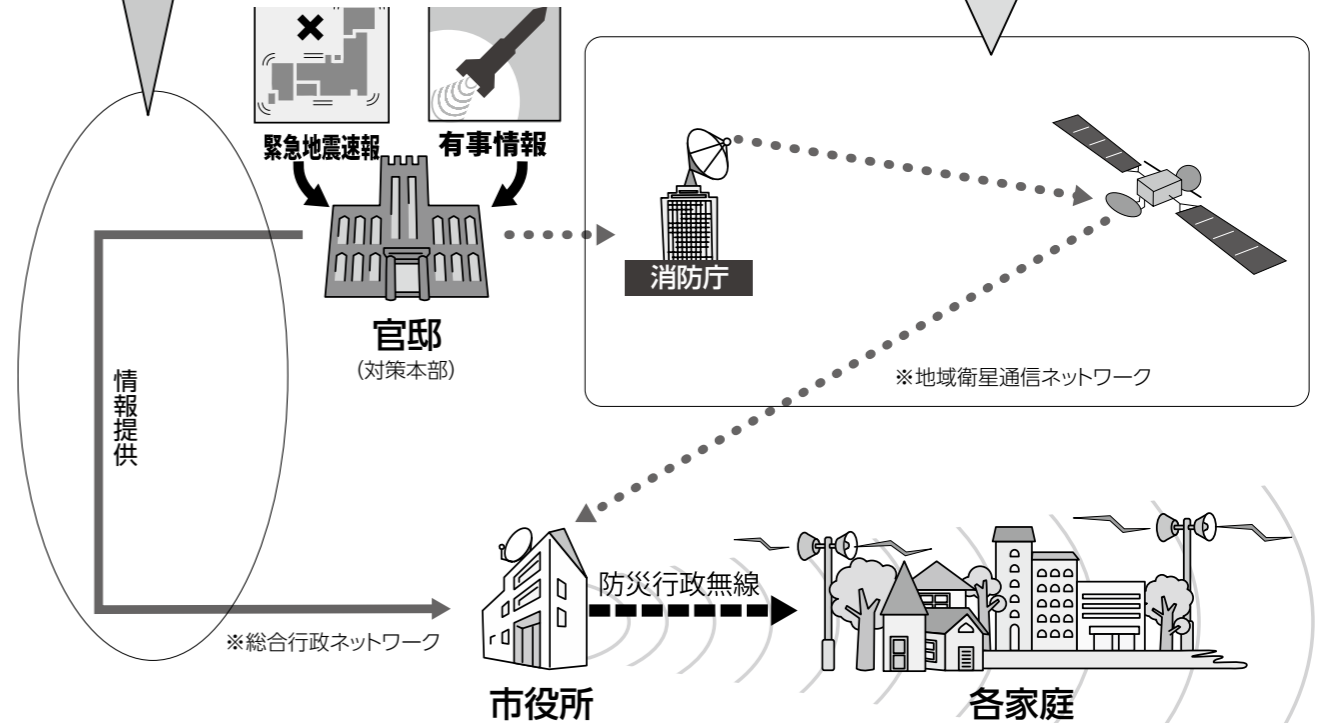 緊急地震速報
有事情報
消防庁
官邸
(対策本部)
※地域衛星通信ネットワーク
情報提供
防災行政無線
※総合行政ネットワーク
市役所
各家庭